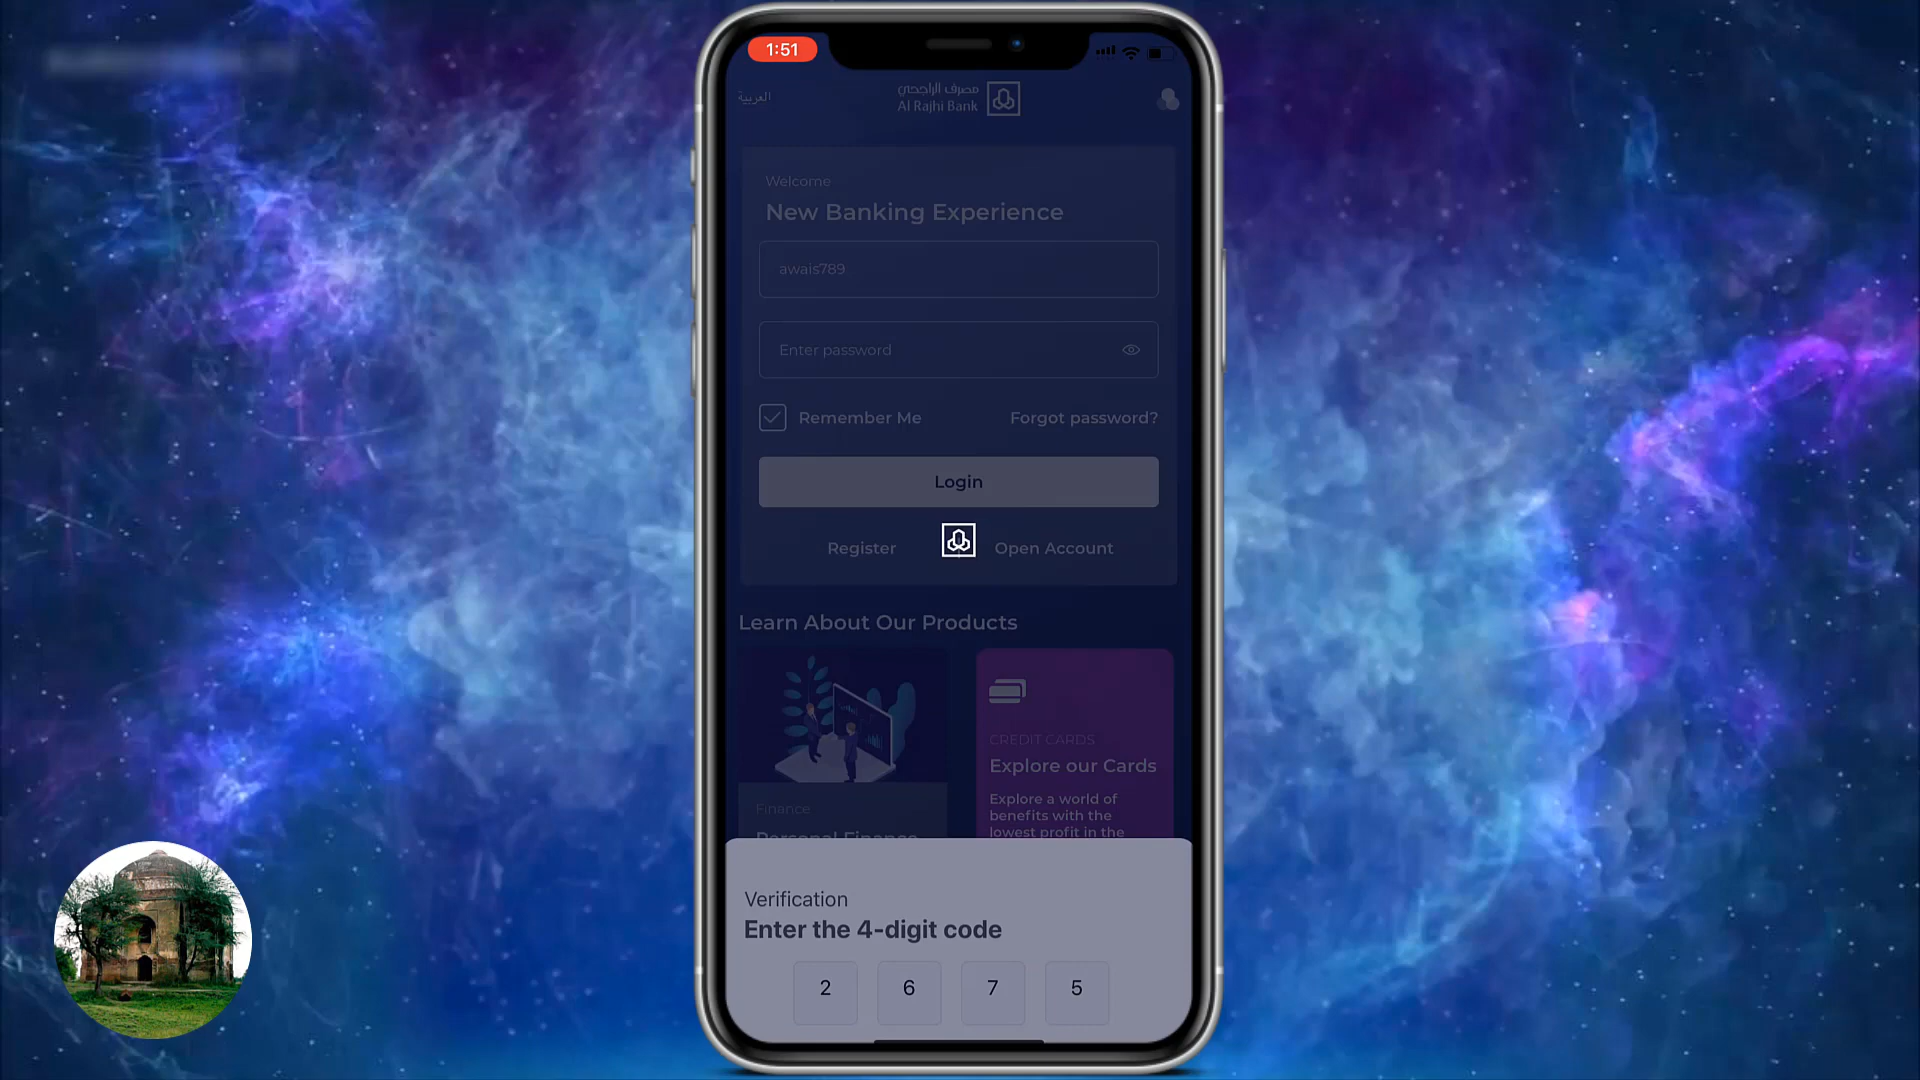 1:51
العربية
مصرف الراجحي
Al Rajhi Bank
Welcome
New Banking Experience
awais789
Enter password
Remember Me
Forgot password?
Login
Register
Open Account
Learn About Our Products
Finance
Personal Finance
CREDIT CARDS
Explore our Cards
Explore a world of
benefits with the
lowest profit in the
Verification
Enter the 4-digit code
2 6 7 5